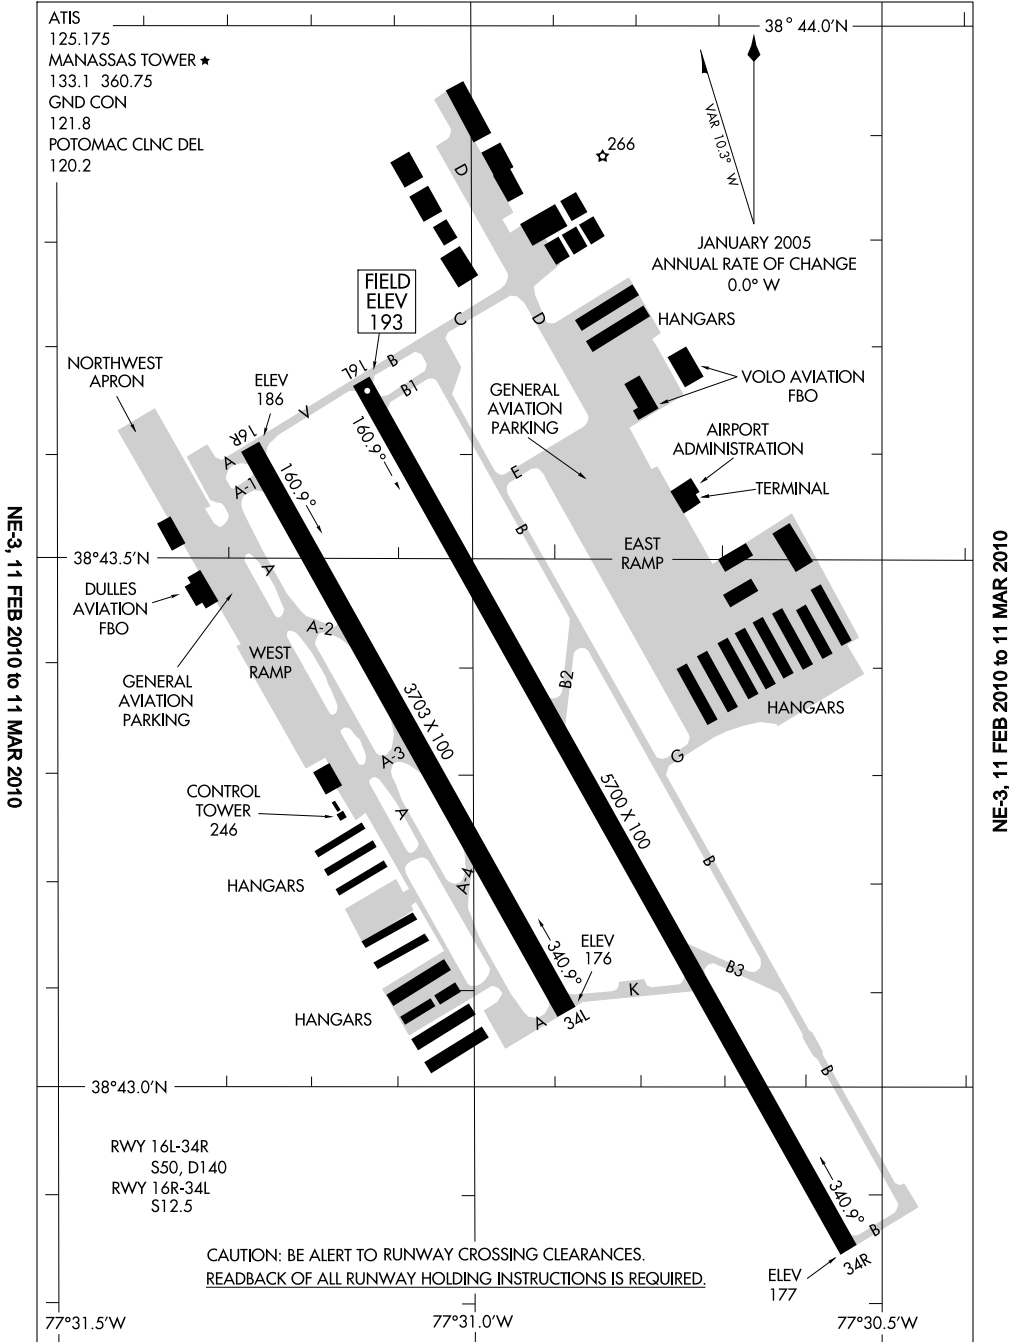 ATIS
125.175
MANASSAS TOWER ★
133.1 360.75
GND CON
121.8
POTOMAC CLNC DEL
120.2
38° 44.0'N
VAR 10.3° W
266
JANUARY 2005
ANNUAL RATE OF CHANGE
0.0° W
D
FIELD
ELEV
193
C
D
HANGARS
NORTHWEST
APRON
ELEV
186
16L
B
B1
VOLO AVIATION
FBO
GENERAL
AVIATION
PARKING
V
16R
160.9°
AIRPORT
ADMINISTRATION
A
A-1
160.9°
E
TERMINAL
B
38°43.5'N
EAST
RAMP
A
DULLES
AVIATION
FBO
A-2
WEST
RAMP
B2
GENERAL
AVIATION
PARKING
3703 X 100
HANGARS
A-3
G
CONTROL
TOWER
246
A
5700 X 100
B
HANGARS
A-4
340.9°
ELEV
176
B3
K
HANGARS
A
34L
38°43.0'N
B
RWY 16L-34R
S50, D140
RWY 16R-34L
S12.5
340.9°
B
34R
CAUTION: BE ALERT TO RUNWAY CROSSING CLEARANCES.
READBACK OF ALL RUNWAY HOLDING INSTRUCTIONS IS REQUIRED.
ELEV
177
77°31.5'W
77°31.0'W
77°30.5'W
NE-3, 11 FEB 2010 to 11 MAR 2010
NE-3, 11 FEB 2010 to 11 MAR 2010